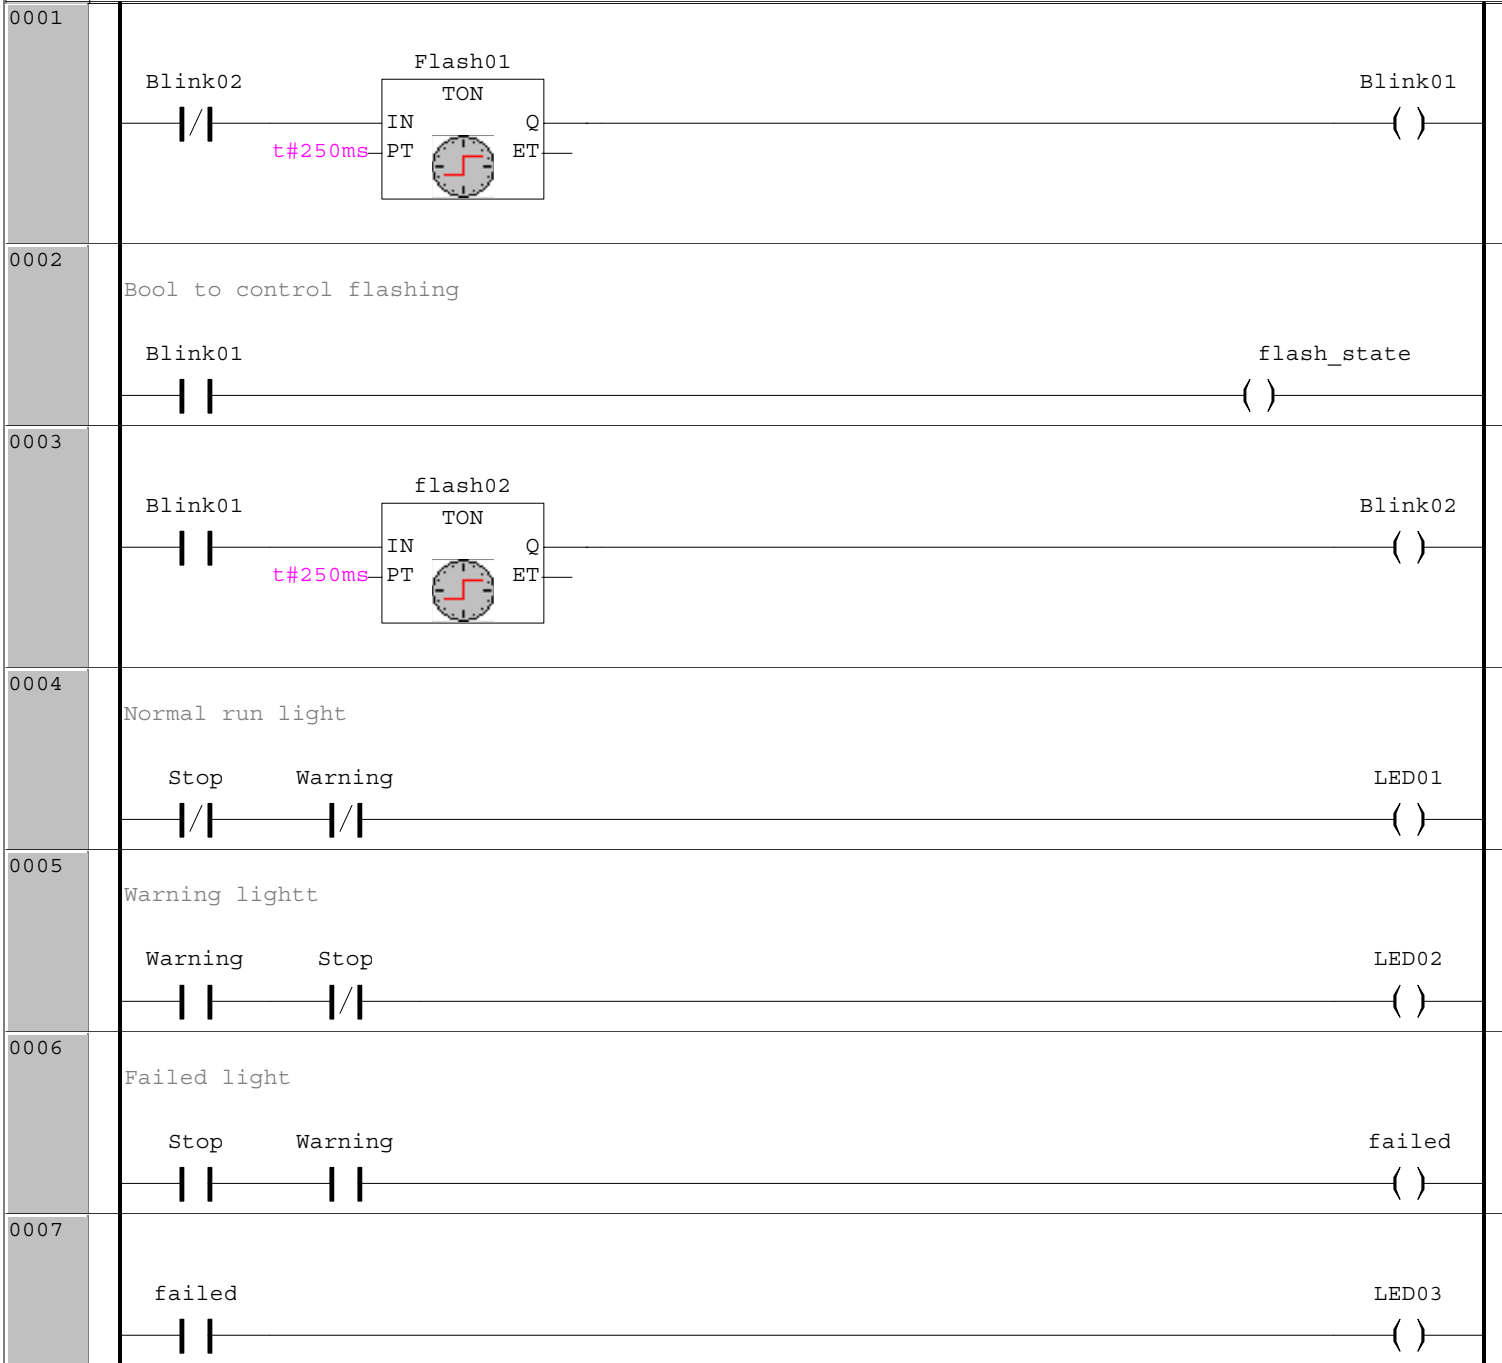 0001
Flash01
Blink02
Blink01
TON
IN
Q
t#250ms
PT
ET
0002
Bool to control flashing
Blink01
flash_state
0003
flash02
Blink01
Blink02
TON
IN
Q
t#250ms
PT
ET
0004
Normal run light
Stop
Warning
LED01
0005
Warning lightt
Warning
Stop
LED02
0006
Failed light
Stop
Warning
failed
0007
failed
LED03